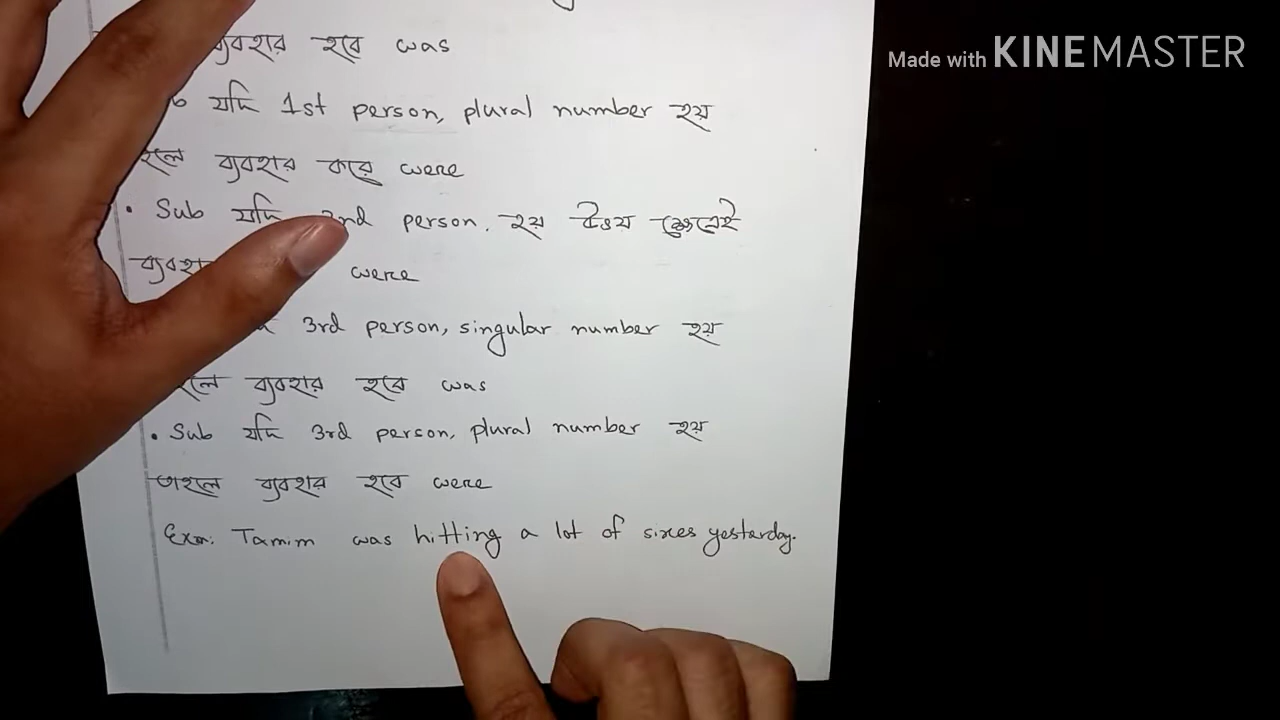 ব্যবহার হবে was
Made with KINEMASTER
যদি 1st person, plural number হয়
ব্যবহার করে were
• Sub যদি 2nd person. হয় উভয় ক্ষেত্রেই
were
3rd person, singular number হয়
ব্যবহার হবে was
• Sub যদি 3rd person, plural number হয়
তাহলে ব্যবহার হবে were
Exm: Tamim was hitting a lot of sixes yesterday.